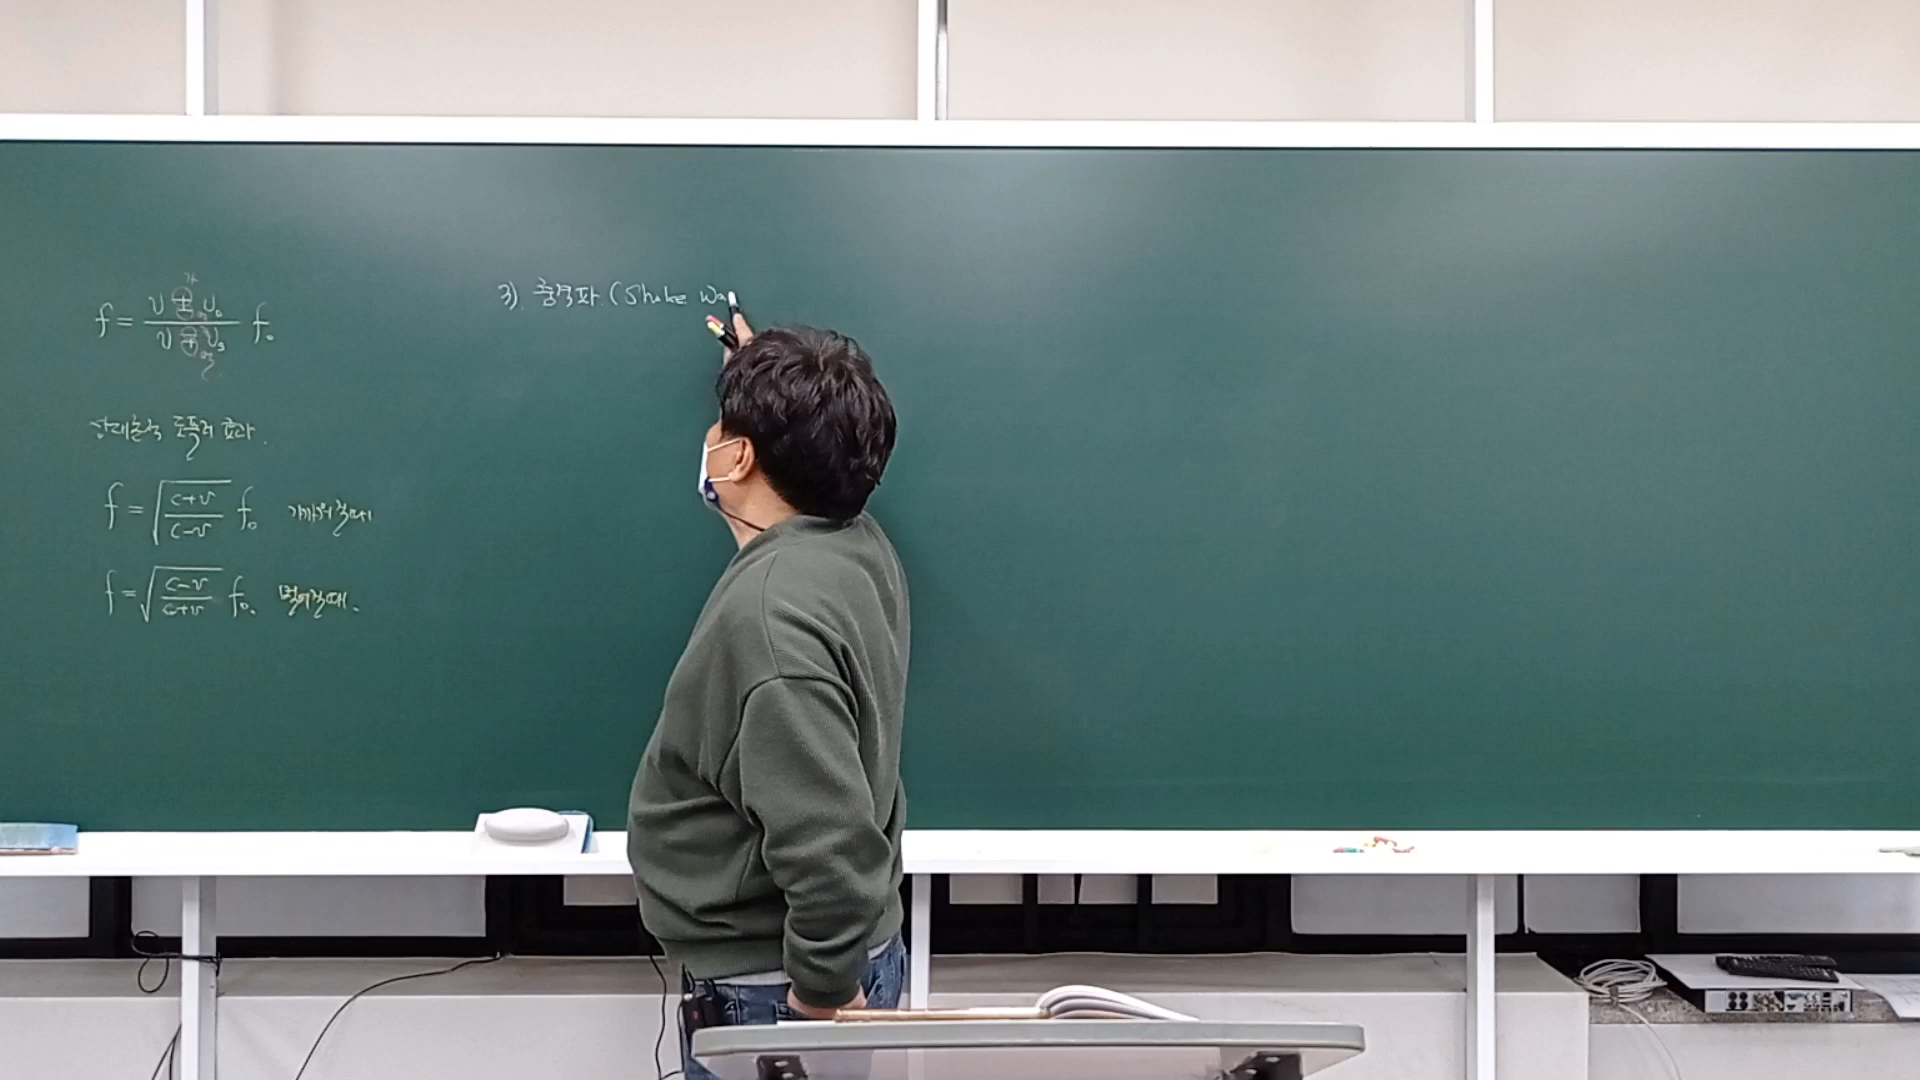 f = (v ± v₀)/(v ∓ vₛ) f₀
상대론적 도플러 효과.
f = √((c+v)/(c-v)) f₀ 가까워질때
f = √((c-v)/(c+v)) f₀. 멀어질때.
3). 충격파 (Shake Wa